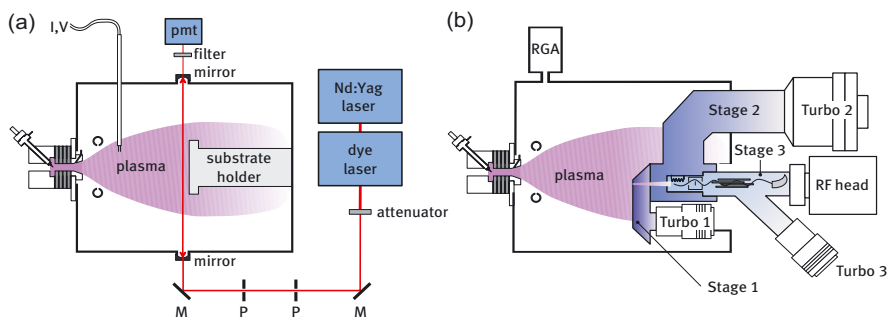 (a)
I,V
pmt
filter
mirror
Nd:Yag
laser
dye
laser
plasma
substrate
holder
attenuator
mirror
M
P
P
M
(b)
RGA
Stage 2
Turbo 2
Stage 3
plasma
RF head
Turbo 1
Turbo 3
Stage 1